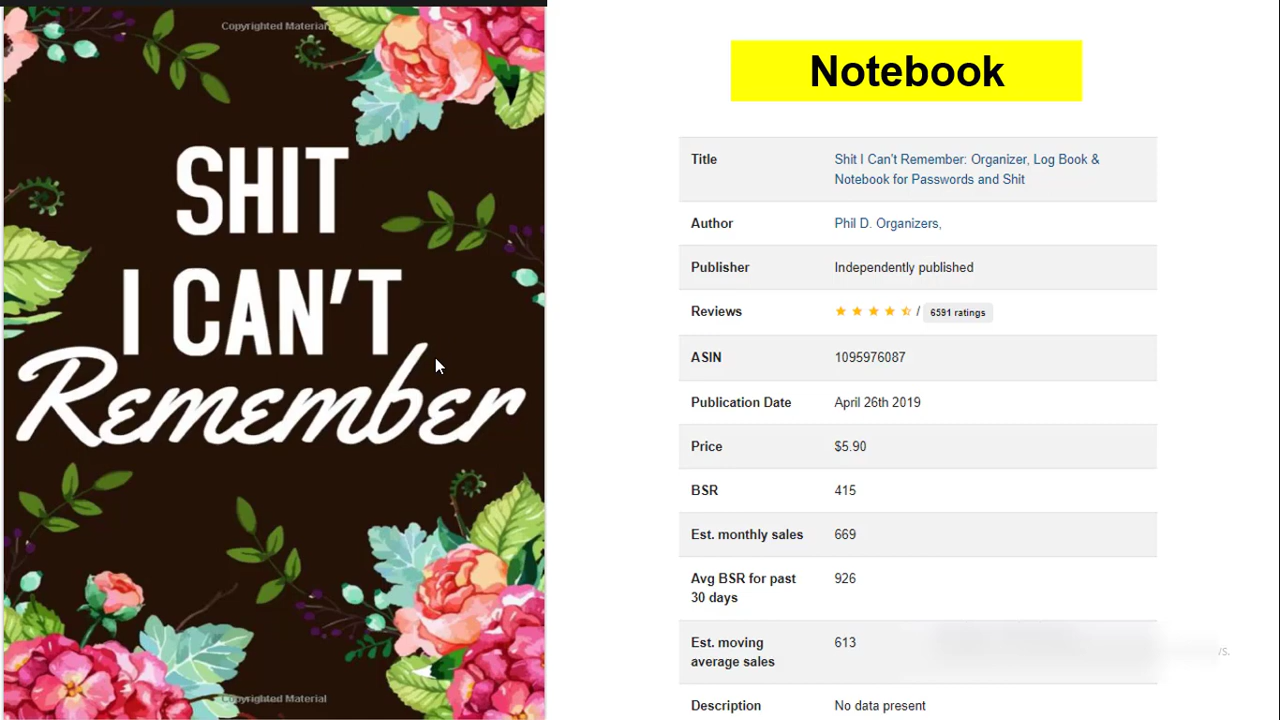 Copyrighted Material
SHIT
I CAN'T
Remember
Copyrighted Material
Notebook
Title Shit I Can't Remember: Organizer, Log Book &
Notebook for Passwords and Shit
Author Phil D. Organizers,
Publisher Independently published
Reviews / 6591 ratings
ASIN 1095976087
Publication Date April 26th 2019
Price $5.90
BSR 415
Est. monthly sales 669
Avg BSR for past 926
30 days
Est. moving 613
average sales
/s.
Description No data present